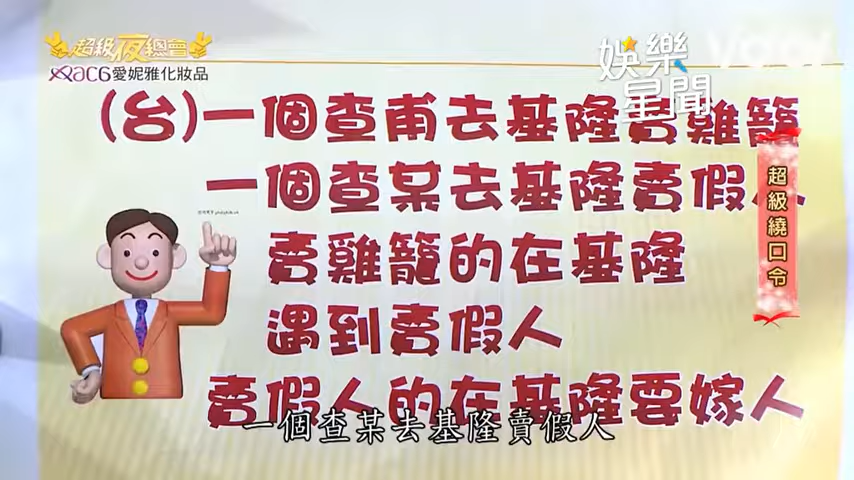 超級夜總會
RaC6愛妮雅化妝品
娛樂
星聞
(台)一個查甫去基隆賣雞籠
一個查某去基隆賣假人
賣雞籠的在基隆
遇到賣假人
賣假人的在基隆要嫁人
超級繞口令
一個查某去基隆賣假人